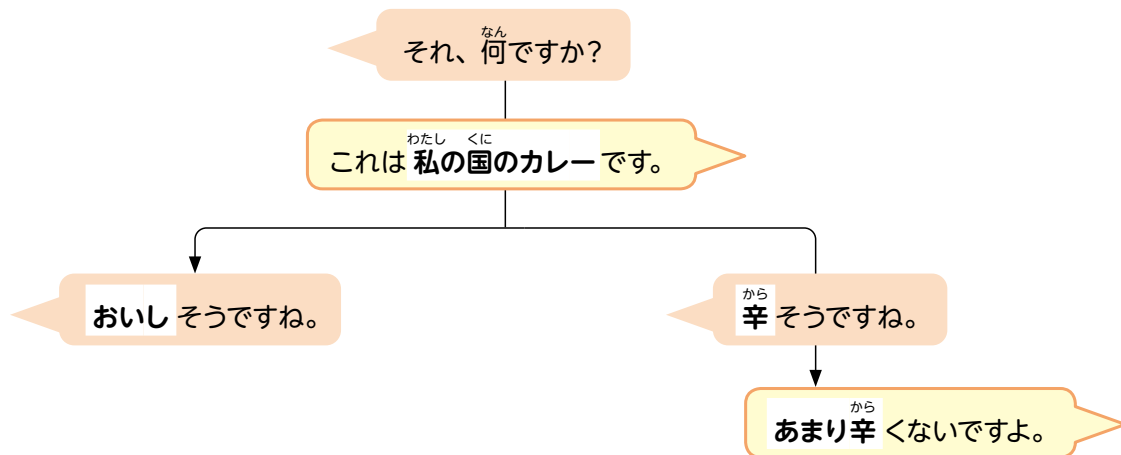 なん
それ、何ですか?
わたし くに
これは私の国のカレーです。
おいしそうですね。
から
辛そうですね。
から
あまり辛くないですよ。